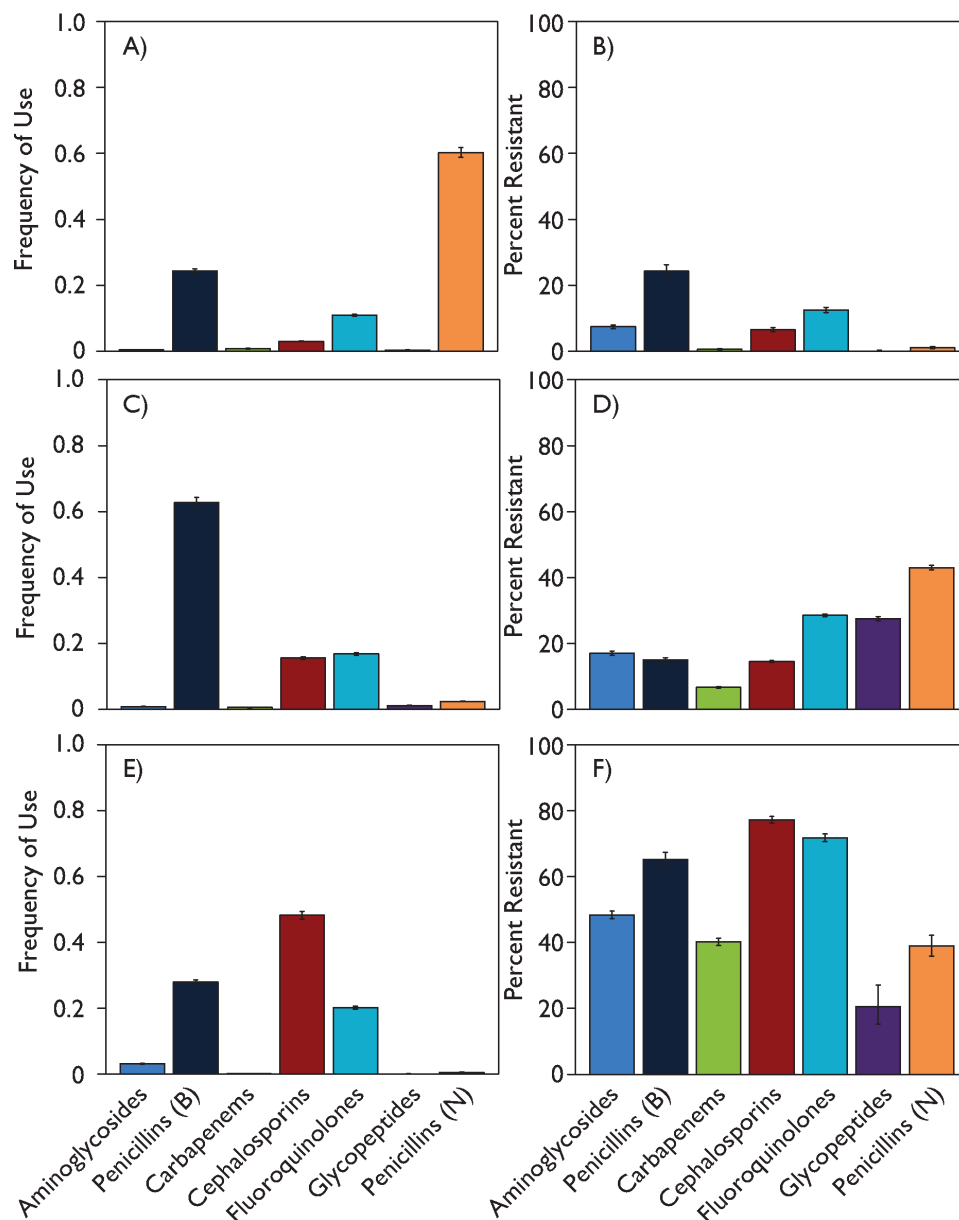 A)
Frequency of Use
1.0
0.8
0.6
0.4
0.2
0
B)
Percent Resistant
100
80
60
40
20
0
C)
Frequency of Use
1.0
0.8
0.6
0.4
0.2
0
D)
Percent Resistant
100
80
60
40
20
0
E)
Frequency of Use
1.0
0.8
0.6
0.4
0.2
0
F)
Percent Resistant
100
80
60
40
20
0
Aminoglycosides
Penicillins (B)
Carbapenems
Cephalosporins
Fluoroquinolones
Glycopeptides
Penicillins (N)
Aminoglycosides
Penicillins (B)
Carbapenems
Cephalosporins
Fluoroquinolones
Glycopeptides
Penicillins (N)